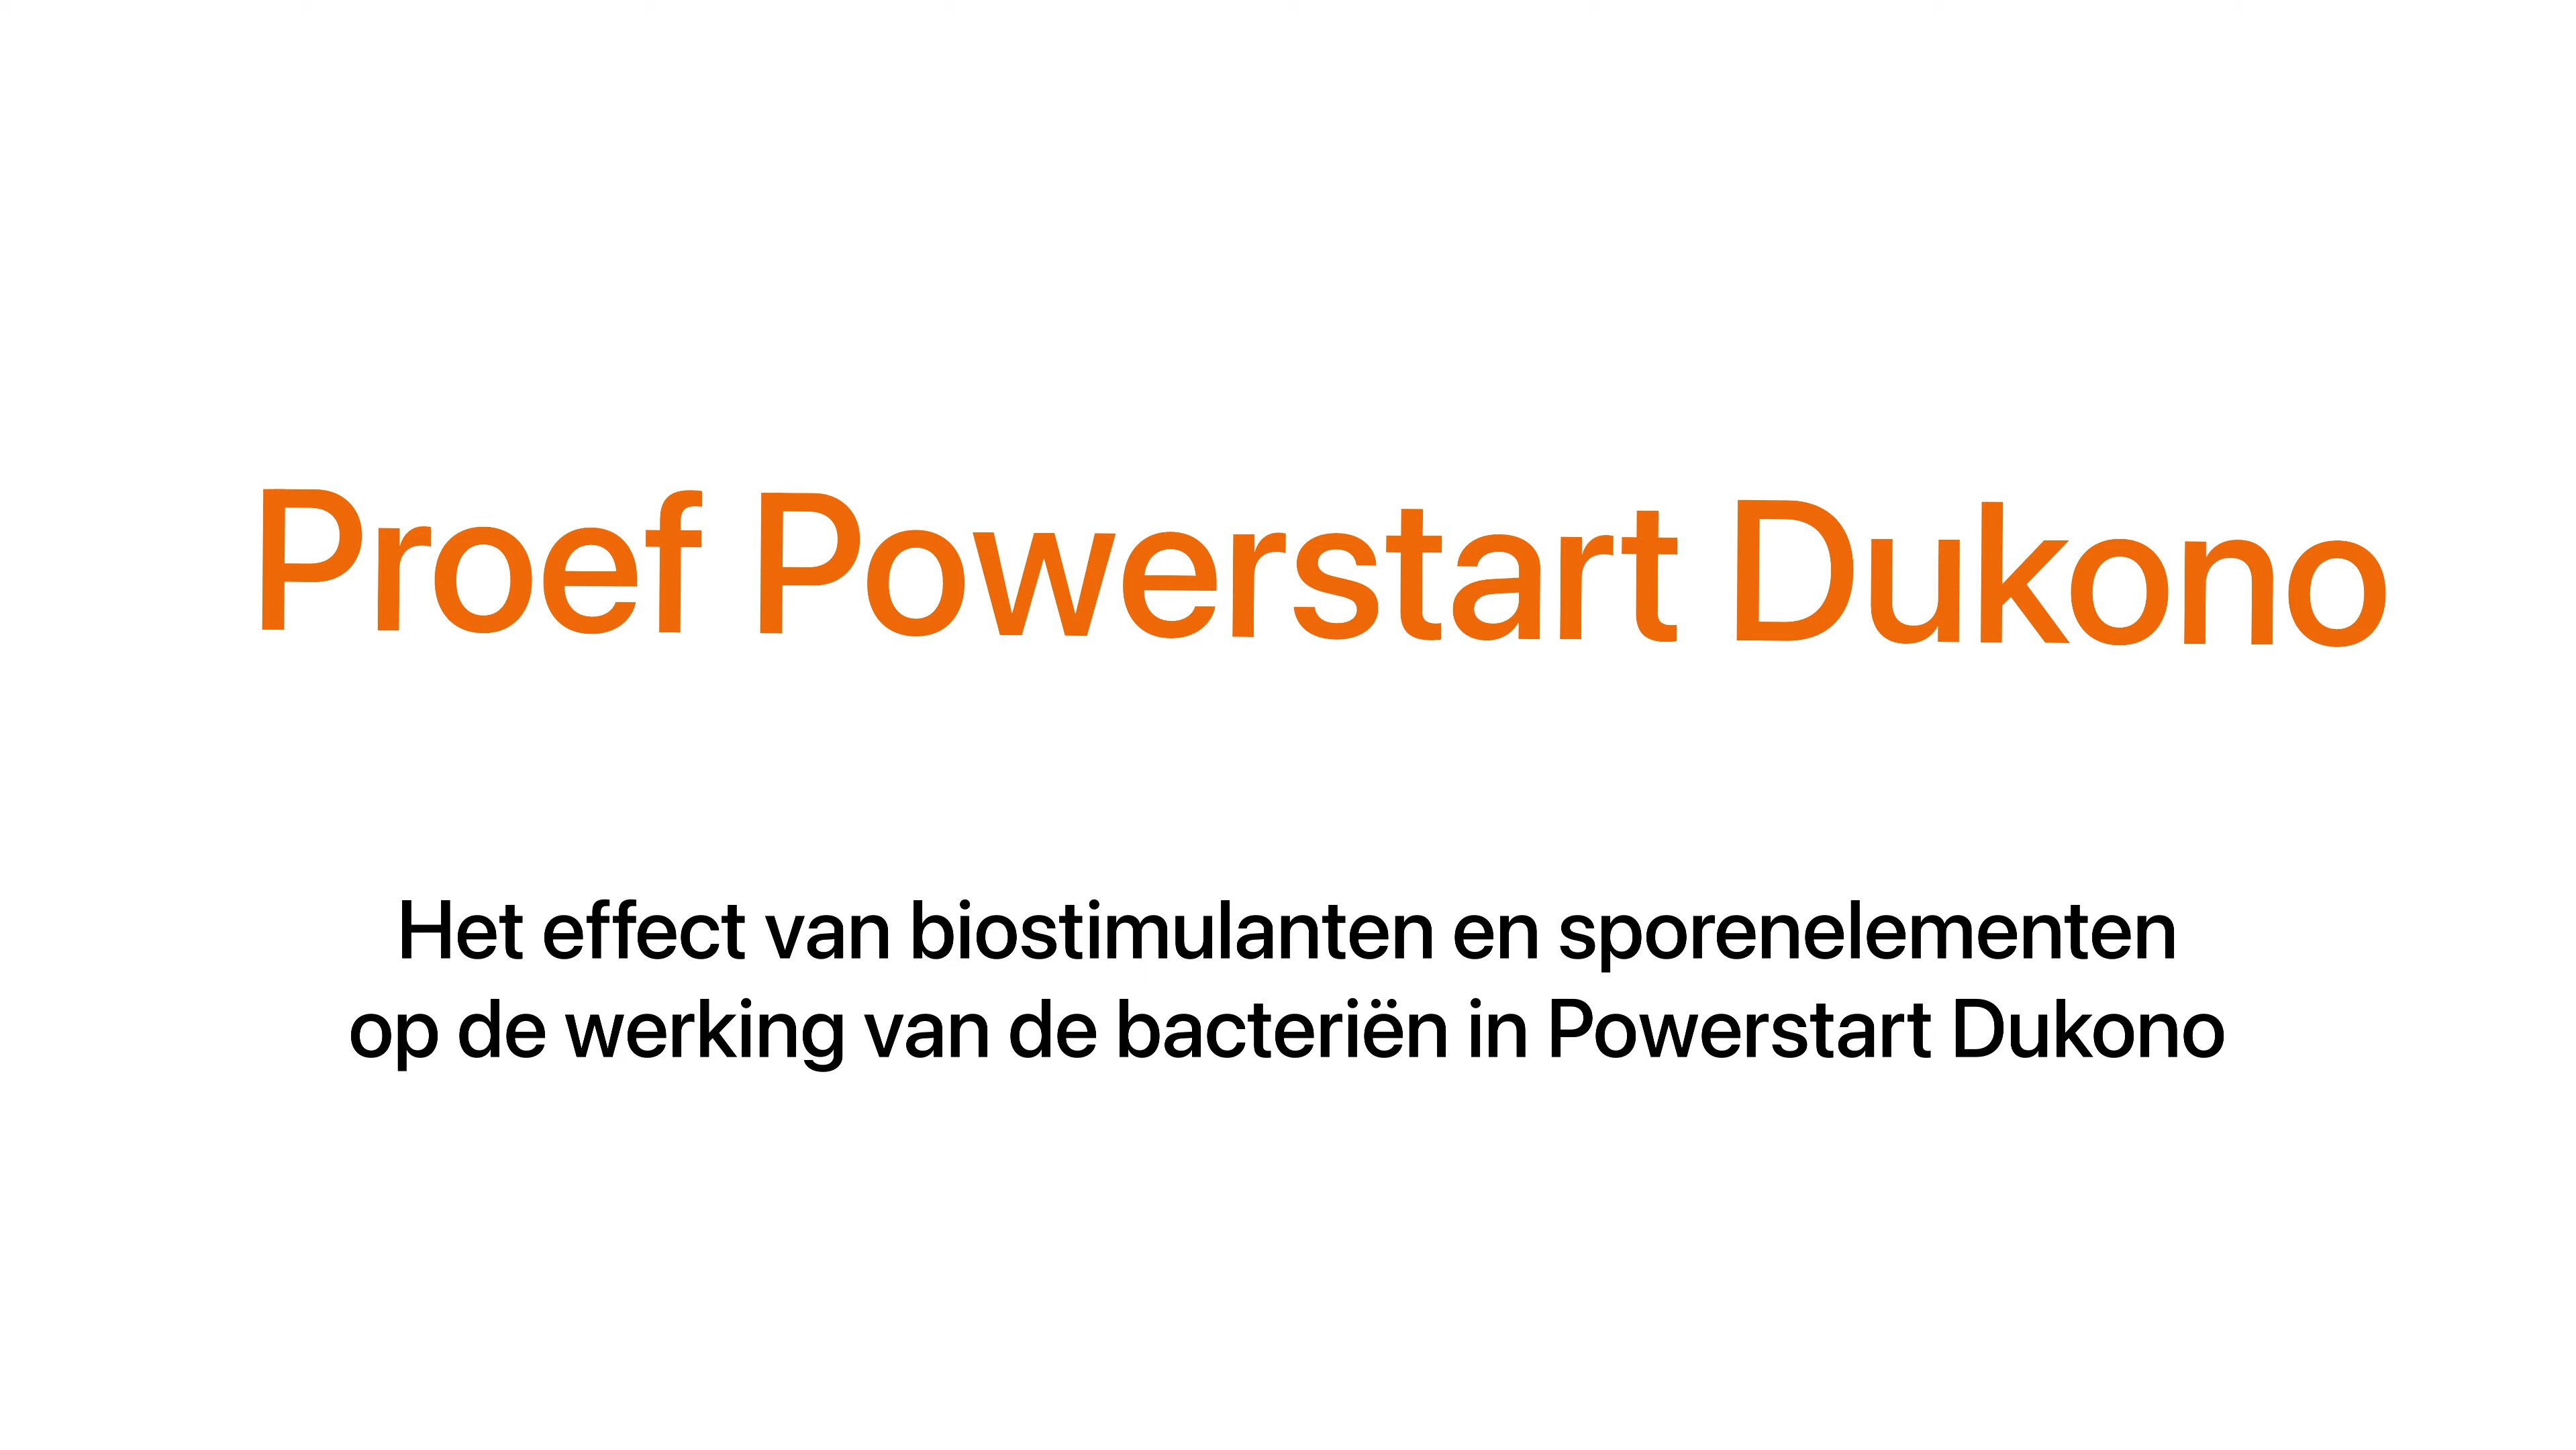 Proef Powerstart Dukono
Het effect van biostimulanten en sporenelementen
op de werking van de bacteriën in Powerstart Dukono